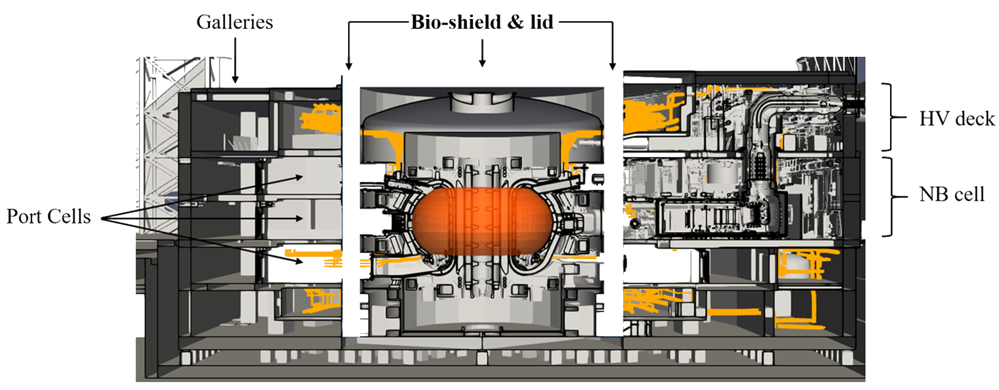 Galleries
Bio-shield & lid
HV deck
NB cell
Port Cells